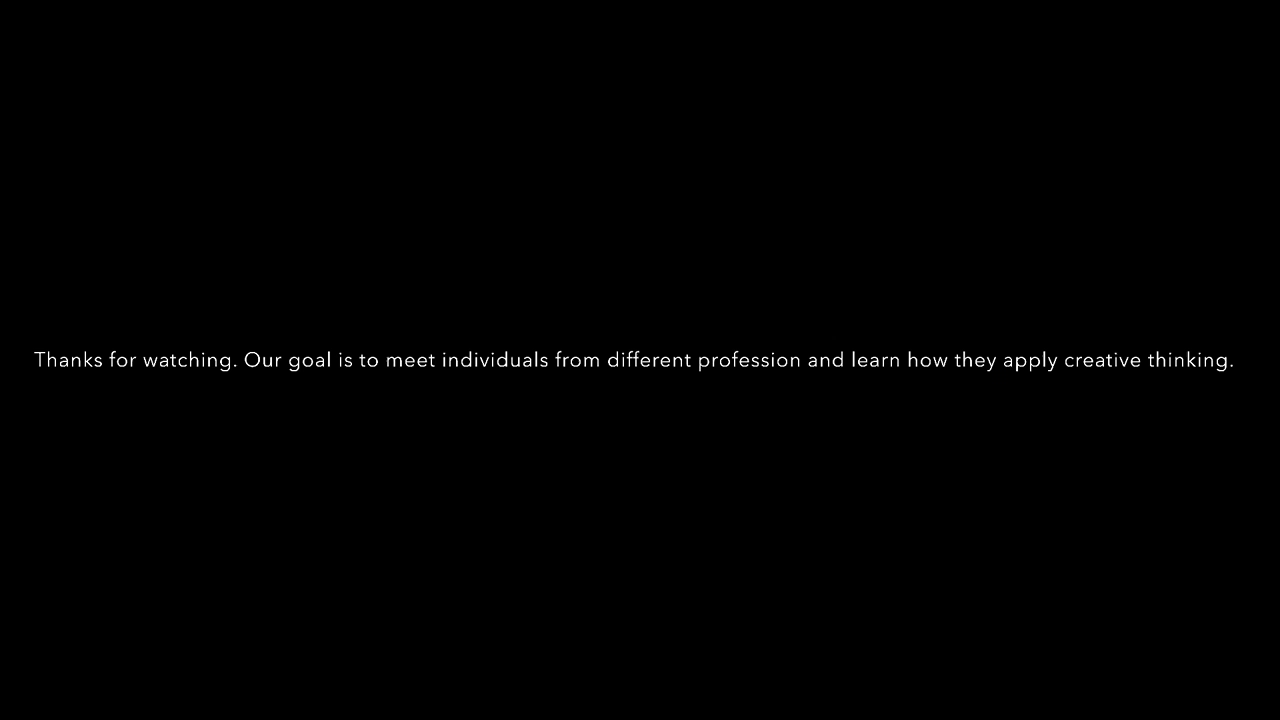 Thanks for watching. Our goal is to meet individuals from different profession and learn how they apply creative thinking.